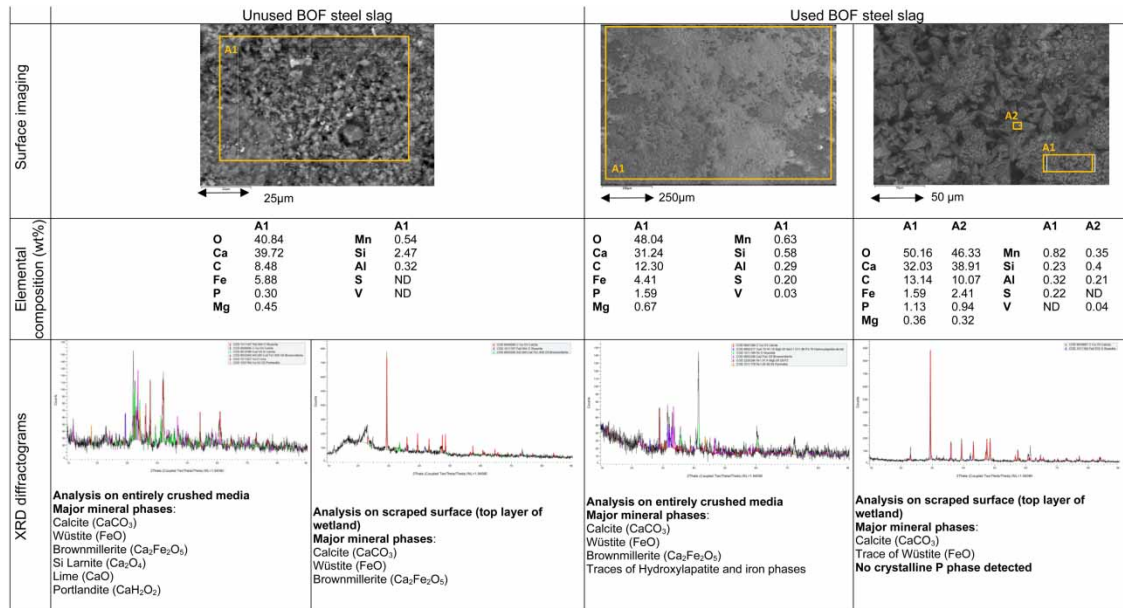 Unused BOF steel slag
Used BOF steel slag
Surface imaging
A1
25µm
A1
250µm
A2
A1
50 µm
Elemental composition (wt%)
A1 A1
O 40.84 Mn 0.54
Ca 39.72 Si 2.47
C 8.48 Al 0.32
Fe 5.88 S ND
P 0.30 V ND
Mg 0.45
A1 A1
O 48.04 Mn 0.63
Ca 31.24 Si 0.58
C 12.30 Al 0.29
Fe 4.41 S 0.20
P 1.59 V 0.03
Mg 0.67
A1 A2 A1 A2
O 50.16 46.33 Mn 0.82 0.35
Ca 32.03 38.91 Si 0.23 0.4
C 13.14 10.07 Al 0.32 0.21
Fe 1.59 2.41 S 0.22 ND
P 1.13 0.94 V ND 0.04
Mg 0.36 0.32
XRD diffractograms
Analysis on entirely crushed media
Major mineral phases:
Calcite (CaCO₃)
Wüstite (FeO)
Brownmillerite (Ca₂Fe₂O₅)
Si Larnite (Ca₂O₄)
Lime (CaO)
Portlandite (CaH₂O₂)
Analysis on scraped surface (top layer of
wetland)
Major mineral phases:
Calcite (CaCO₃)
Wüstite (FeO)
Brownmillerite (Ca₂Fe₂O₅)
Analysis on entirely crushed media
Major mineral phases:
Calcite (CaCO₃)
Wüstite (FeO)
Brownmillerite (Ca₂Fe₂O₅)
Traces of Hydroxylapatite and iron phases
Analysis on scraped surface (top layer of
wetland)
Major mineral phases:
Calcite (CaCO₃)
Trace of Wüstite (FeO)
No crystalline P phase detected